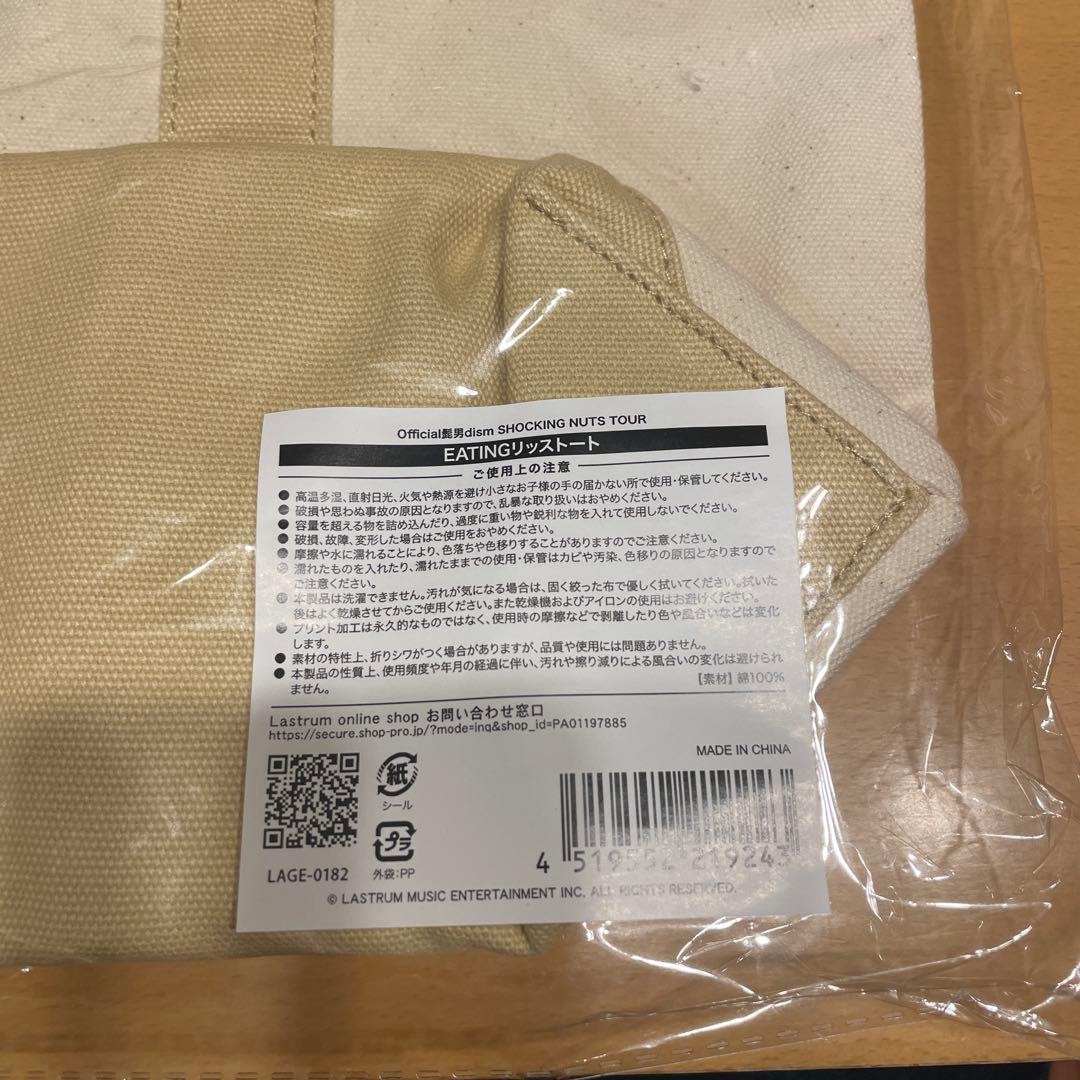 Official髭男dism SHOCKING NUTS TOUR
EATINGリッストート
ご使用上の注意
● 高温多湿、直射日光、火気や熱源を避け小さなお子様の手の届かない所で使用・保管してください。
● 破損や思わぬ事故の原因となりますので、乱暴な取り扱いはおやめください。
● 容量を超える物を詰め込んだり、過度に重い物や鋭利な物を入れて使用しないでください。
● 破損、故障、変形した場合はご使用をおやめください。
● 摩擦や水に濡れることにより、色落ちや色移りすることがありますのでご注意ください。
● 濡れたものを入れたり、濡れたままでの使用・保管はカビや汚染、色移りの原因となりますので
ご注意ください。
● 本製品は洗濯できません。汚れが気になる場合は、固く絞った布で優しく拭いてください。拭いた
後はよく乾燥させてからご使用ください。また乾燥機およびアイロンの使用はお避けください。
● プリント加工は永久的なものではなく、使用時の摩擦などで剥離したり色や風合いなどは変化
します。
● 素材の特性上、折りシワがつく場合がありますが、品質や使用には問題ありません。
● 本製品の性質上、使用頻度や年月の経過に伴い、汚れや擦り減りによる風合いの変化は避けられ
ません。
【素材】綿100%
Lastrum online shop お問い合わせ窓口
https://secure.shop-pro.jp/?mode=inq&shop_id=PA01197885
MADE IN CHINA
紙
シール
プラ
外袋:PP
LAGE-0182
4 519552 219243
© LASTRUM MUSIC ENTERTAINMENT INC. ALL RIGHTS RESERVED.